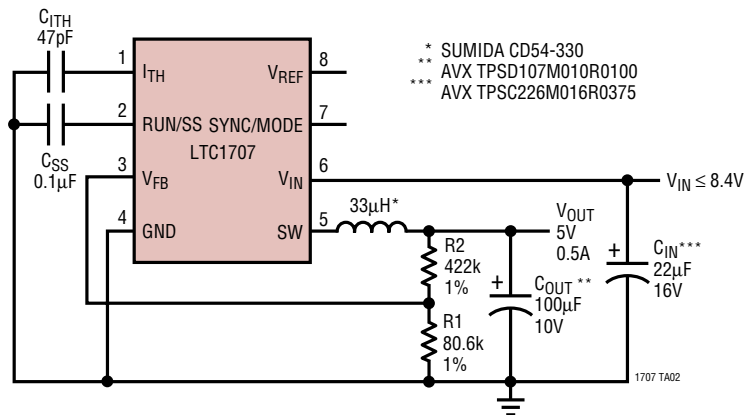 C_ITH
47pF
1
I_TH
V_REF
8
* SUMIDA CD54-330
** AVX TPSD107M010R0100
*** AVX TPSC226M016R0375
2
RUN/SS
SYNC/MODE
7
LTC1707
C_SS
0.1µF
3
V_FB
V_IN
6
V_IN ≤ 8.4V
4
GND
SW
5
33µH*
V_OUT
5V
0.5A
R2
422k
1%
C_OUT**
100µF
10V
C_IN***
22µF
16V
R1
80.6k
1%
1707 TA02